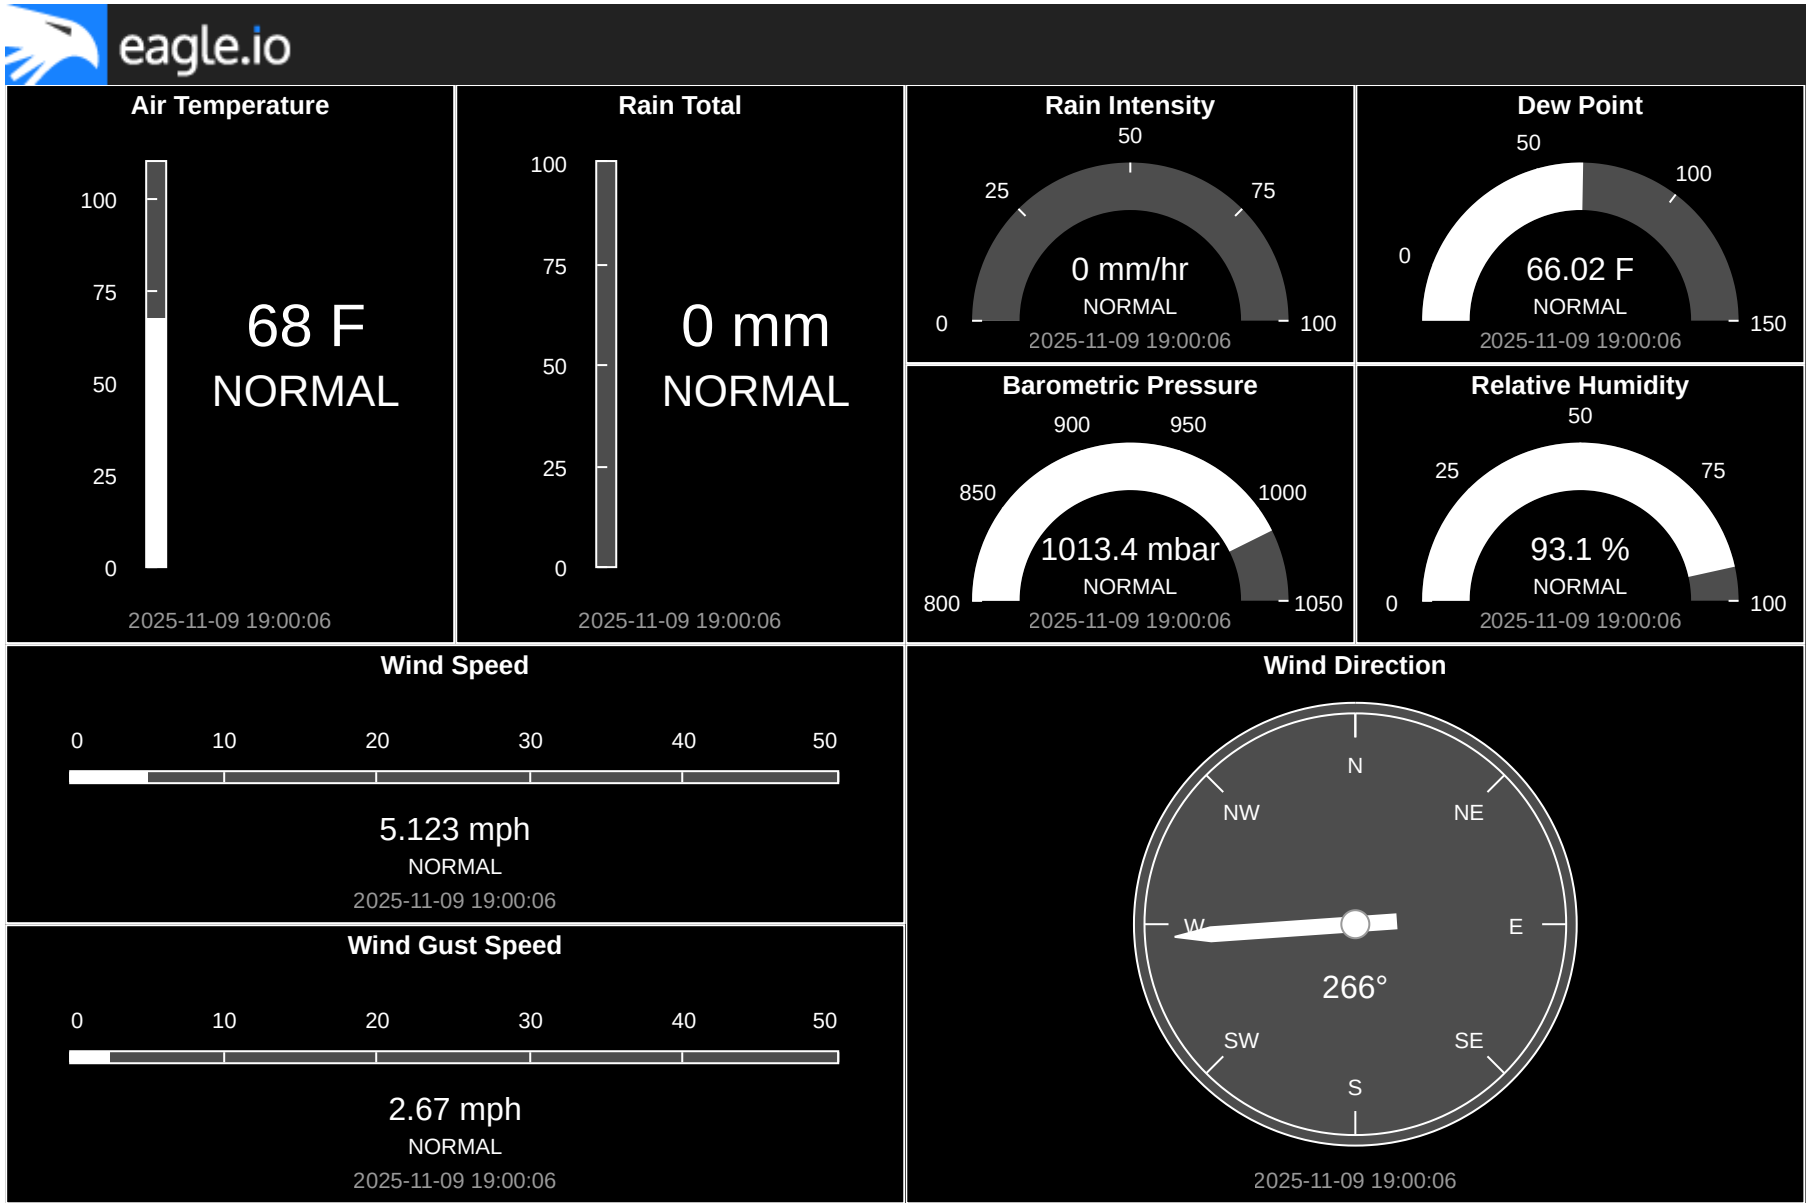 eagle.io
Air Temperature
100
75
50
25
0
68 F
NORMAL
2025-11-09 19:00:06
Rain Total
100
75
50
25
0
0 mm
NORMAL
2025-11-09 19:00:06
Rain Intensity
0
25
50
75
100
0 mm/hr
NORMAL
2025-11-09 19:00:06
Dew Point
0
50
100
150
66.02 F
NORMAL
2025-11-09 19:00:06
Barometric Pressure
800
850
900
950
1000
1050
1013.4 mbar
NORMAL
2025-11-09 19:00:06
Relative Humidity
0
25
50
75
100
93.1 %
NORMAL
2025-11-09 19:00:06
Wind Speed
0 10 20 30 40 50
5.123 mph
NORMAL
2025-11-09 19:00:06
Wind Gust Speed
0 10 20 30 40 50
2.67 mph
NORMAL
2025-11-09 19:00:06
Wind Direction
N
NW NE
W E
266°
SW SE
S
2025-11-09 19:00:06